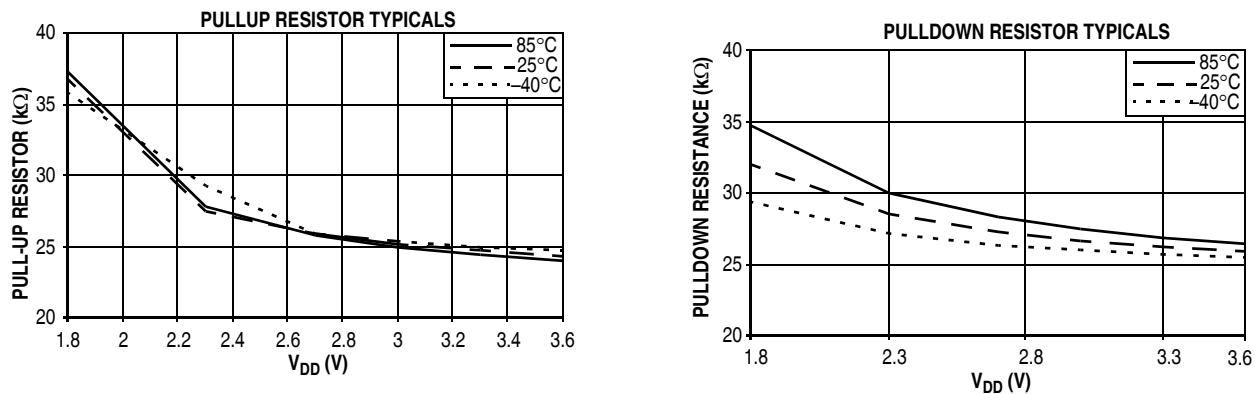 PULLUP RESISTOR TYPICALS
PULL-UP RESISTOR (kΩ)
40
35
30
25
20
85°C
25°C
–40°C
1.8 2 2.2 2.4 2.6 2.8 3 3.2 3.4 3.6
VDD (V)
PULLDOWN RESISTOR TYPICALS
PULLDOWN RESISTANCE (kΩ)
40
35
30
25
20
85°C
25°C
–40°C
1.8 2.3 2.8 3.3 3.6
VDD (V)